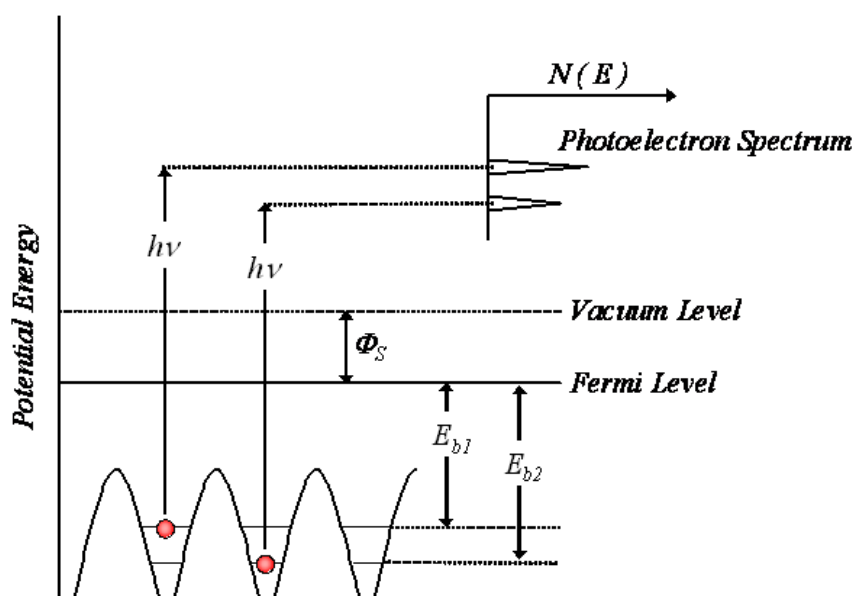 N(E)
Photoelectron Spectrum
hν
hν
Potential Energy
Vacuum Level
Φ_S
Fermi Level
E_b1
E_b2